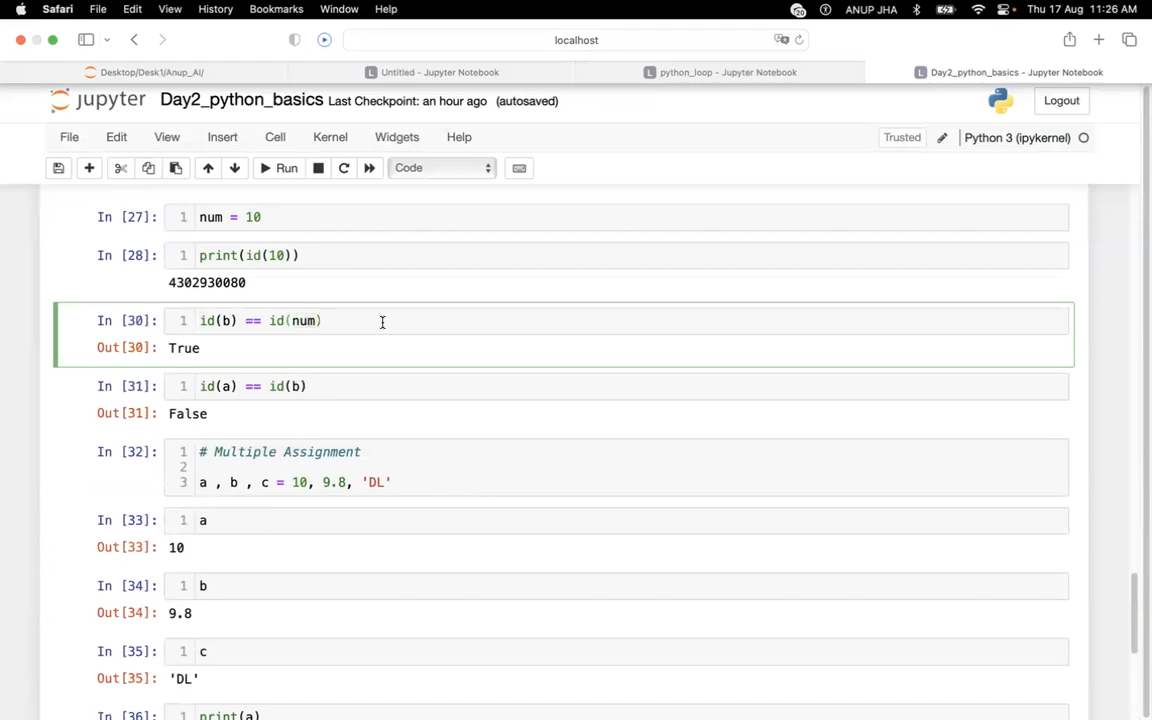 Safari File Edit View History Bookmarks Window Help 20 ANUP JHA Thu 17 Aug 11:26 AM
localhost
Desktop/Desk1/Anup_AI/ Untitled - Jupyter Notebook python_loop - Jupyter Notebook Day2_python_basics - Jupyter Notebook
jupyter Day2_python_basics Last Checkpoint: an hour ago (autosaved) Logout
File Edit View Insert Cell Kernel Widgets Help Trusted Python 3 (ipykernel)
Run Code
In [27]: 1 num = 10
In [28]: 1 print(id(10))
4302930080
In [30]: 1 id(b) == id(num)
Out[30]: True
In [31]: 1 id(a) == id(b)
Out[31]: False
In [32]: 1 # Multiple Assignment
2
3 a , b , c = 10, 9.8, 'DL'
In [33]: 1 a
Out[33]: 10
In [34]: 1 b
Out[34]: 9.8
In [35]: 1 c
Out[35]: 'DL'
In [36]: 1 print(a)